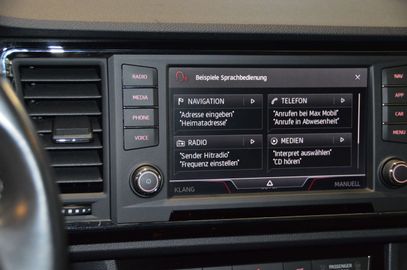 Beispiele Sprachbedienung
RADIO
MEDIA
PHONE
VOICE
NAVIGATION
"Adresse eingeben"
"Heimatadresse"
TELEFON
"Anrufen bei Max Mobil"
"Anrufe in Abwesenheit"
RADIO
"Sender Hitradio"
"Frequenz einstellen"
MEDIEN
"Interpret auswählen"
"CD hören"
KLANG
MANUELL
NAV
APP
CAR
MENU
PASSENGER